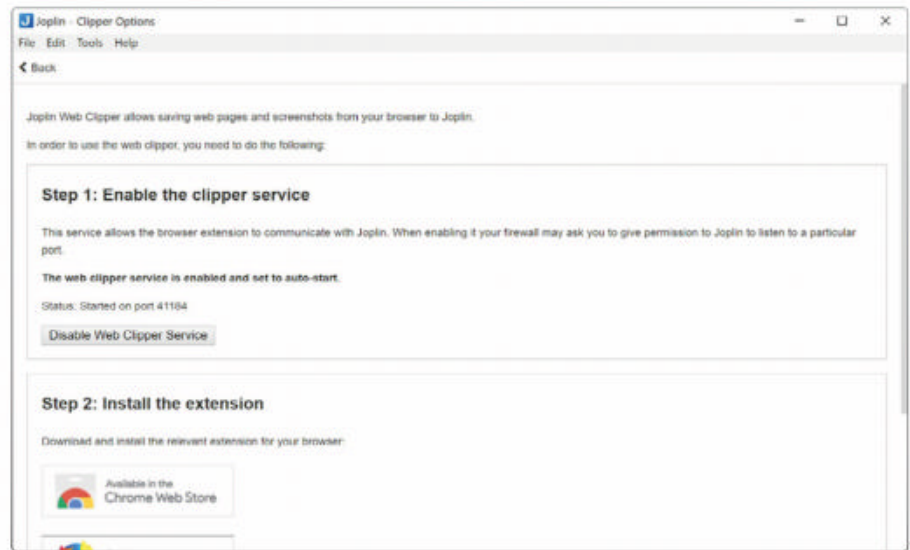 Joplin - Clipper Options
File Edit Tools Help
Back
Joplin Web Clipper allows saving web pages and screenshots from your browser to Joplin.
In order to use the web clipper, you need to do the following:
Step 1: Enable the clipper service
This service allows the browser extension to communicate with Joplin. When enabling it your firewall may ask you to give permission to Joplin to listen to a particular
port.
The web clipper service is enabled and set to auto-start.
Status: Started on port 41184
Disable Web Clipper Service
Step 2: Install the extension
Download and install the relevant extension for your browser:
Available in the
Chrome Web Store